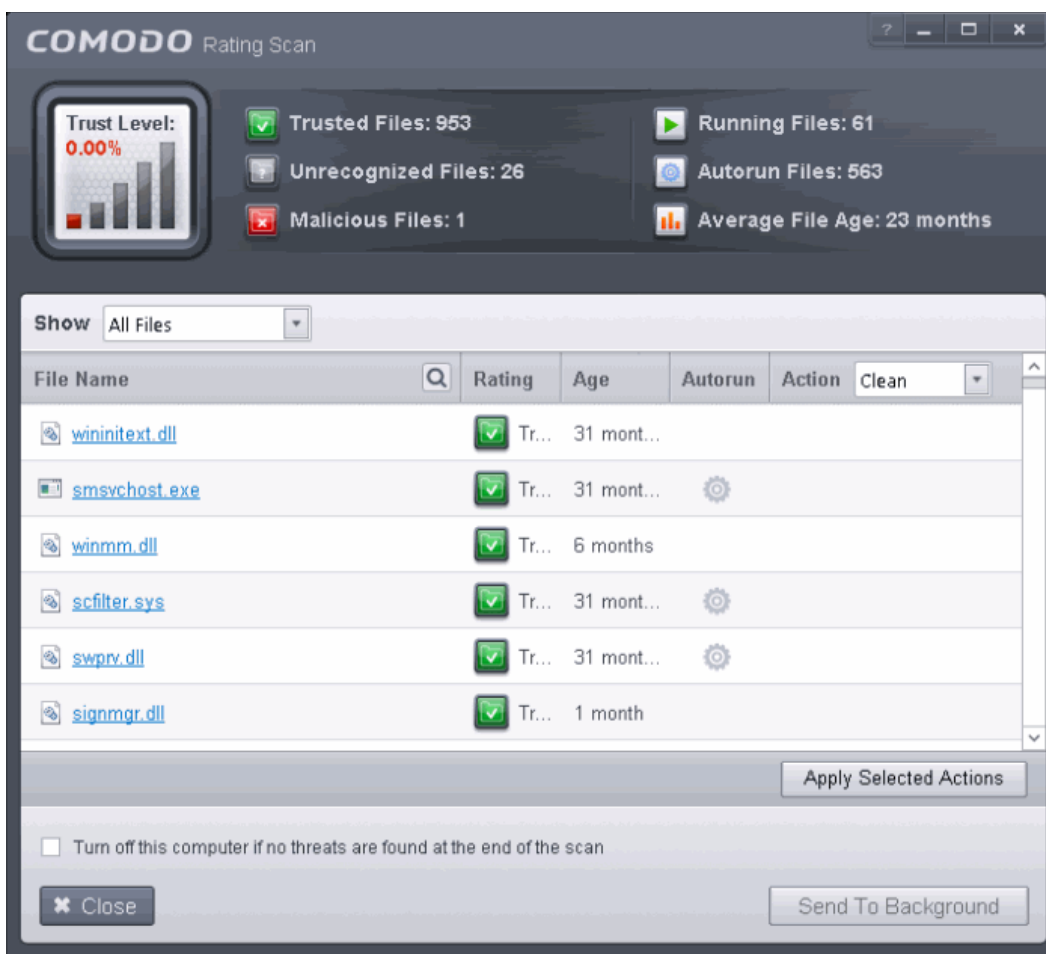 COMODO Rating Scan
?
Trust Level:
0.00%
Trusted Files: 953
Unrecognized Files: 26
Malicious Files: 1
Running Files: 61
Autorun Files: 563
Average File Age: 23 months
Show All Files
File Name Rating Age Autorun Action Clean
wininitext.dll Tr... 31 mont...
smsvchost.exe Tr... 31 mont...
winmm.dll Tr... 6 months
scfilter.sys Tr... 31 mont...
swprv.dll Tr... 31 mont...
signmgr.dll Tr... 1 month
Apply Selected Actions
Turn off this computer if no threats are found at the end of the scan
Close
Send To Background